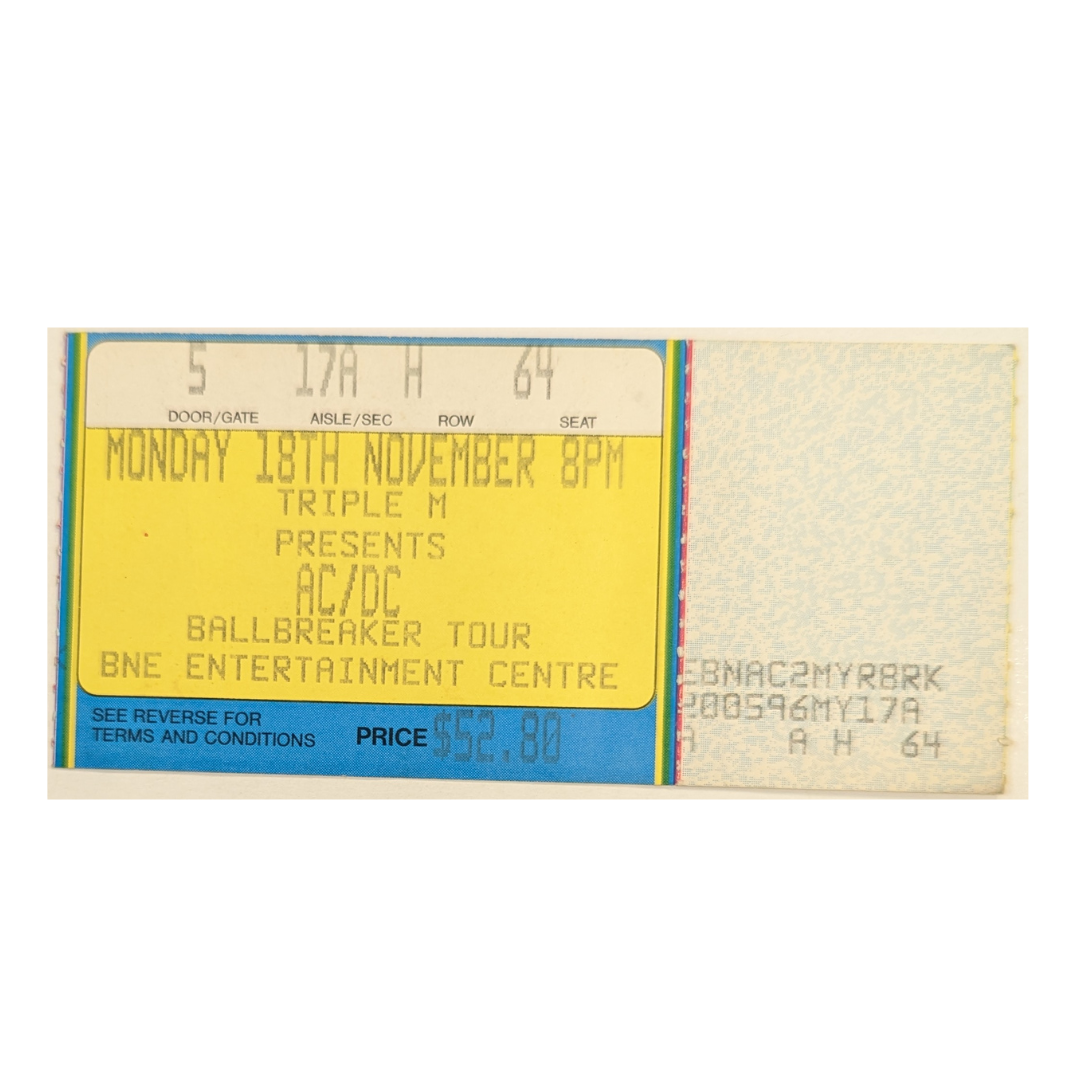 5 17A H 64
DOOR/GATE AISLE/SEC ROW SEAT
MONDAY 18TH NOVEMBER 8PM
TRIPLE M
PRESENTS
AC/DC
BALLBREAKER TOUR
BNE ENTERTAINMENT CENTRE
SEE REVERSE FOR
TERMS AND CONDITIONS
PRICE $52.80
EBNAC2MYR8RK
200596MY17A
A A H 64